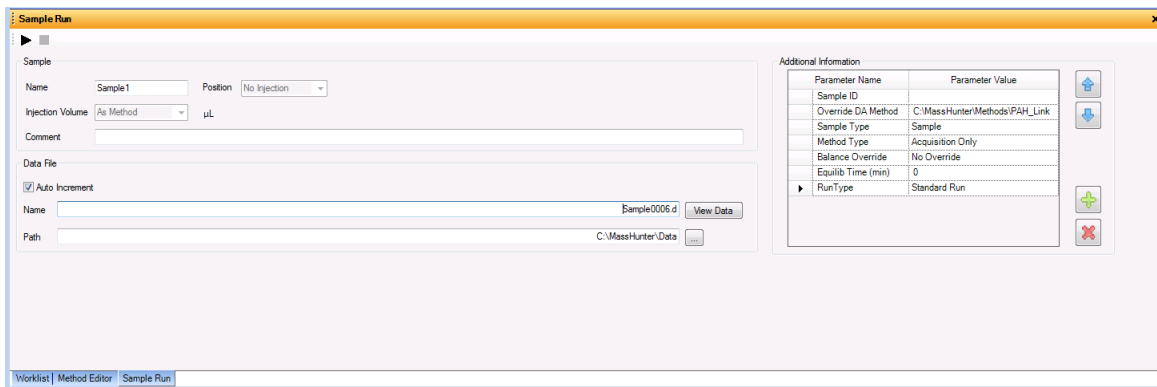 Sample Run
Sample
Name Sample1 Position No Injection
Injection Volume As Method µL
Comment
Data File
Auto Increment
Name Sample0006.d View Data
Path C:\MassHunter\Data ...
Additional Information
Parameter Name Parameter Value
Sample ID
Override DA Method C:\MassHunter\Methods\PAH_Link
Sample Type Sample
Method Type Acquisition Only
Balance Override No Override
Equilib Time (min) 0
RunType Standard Run
Worklist Method Editor Sample Run